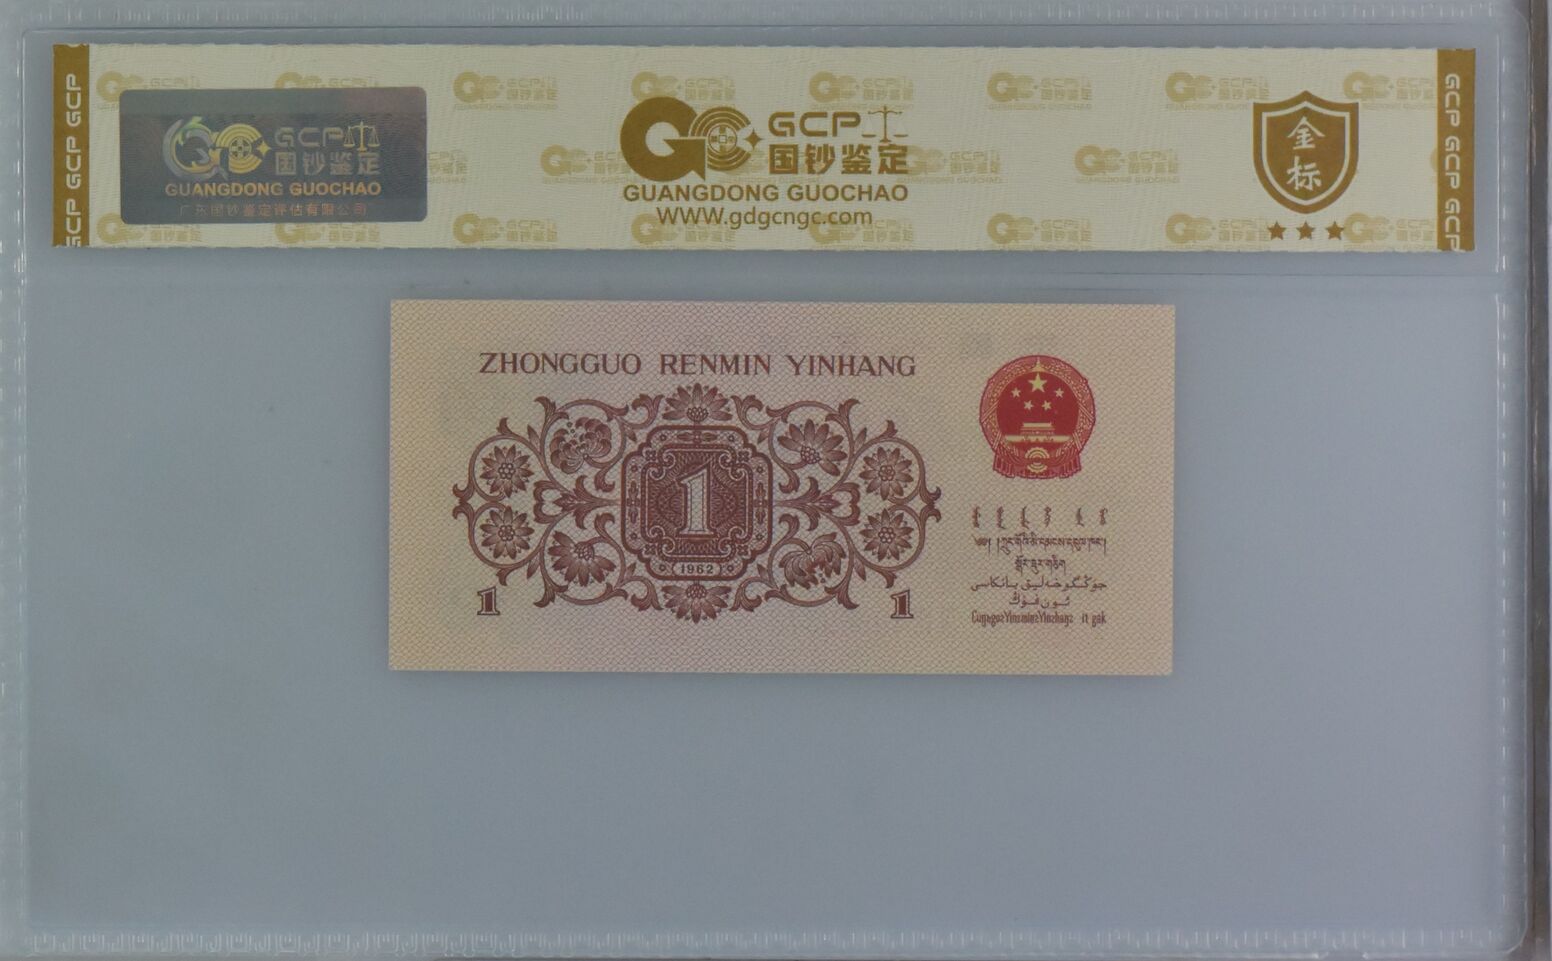 GCP GCP GCP
GCP 国钞鉴定
GUANGDONG GUOCHAO
广东国钞鉴定评估有限公司
GCP
国钞鉴定
GUANGDONG GUOCHAO
WWW.gdgcngc.com
金标
GCP GCP GCP
ZHONGGUO RENMIN YINHANG
1
1962
1
1
جۇڭگوخەلىق بانكاسى